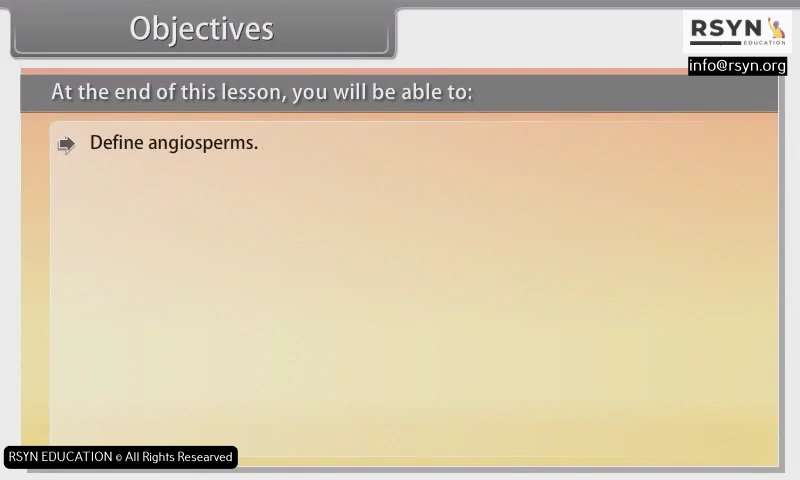 Objectives
RSYN
EDUCATION
info@rsyn.org
At the end of this lesson, you will be able to:
Define angiosperms.
RSYN EDUCATION © All Rights Researved